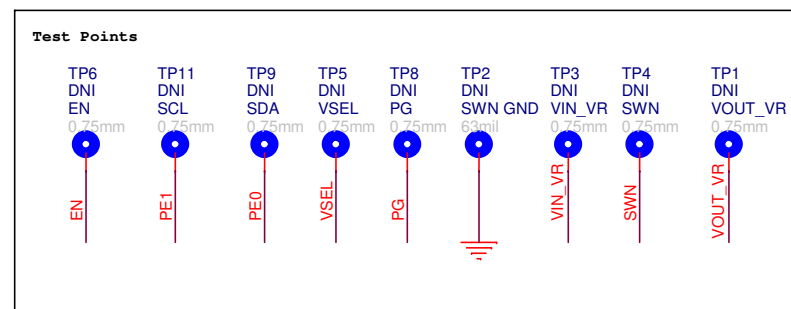 Test Points
TP6 TP11 TP9 TP5 TP8 TP2 TP3 TP4 TP1
DNI DNI DNI DNI DNI DNI DNI DNI DNI
EN SCL SDA VSEL PG SWN GND VIN_VR SWN VOUT_VR
0.75mm 0.75mm 0.75mm 0.75mm 0.75mm 63mil 0.75mm 0.75mm 0.75mm
EN PE1 PE0 VSEL PG VIN_VR SWN VOUT_VR